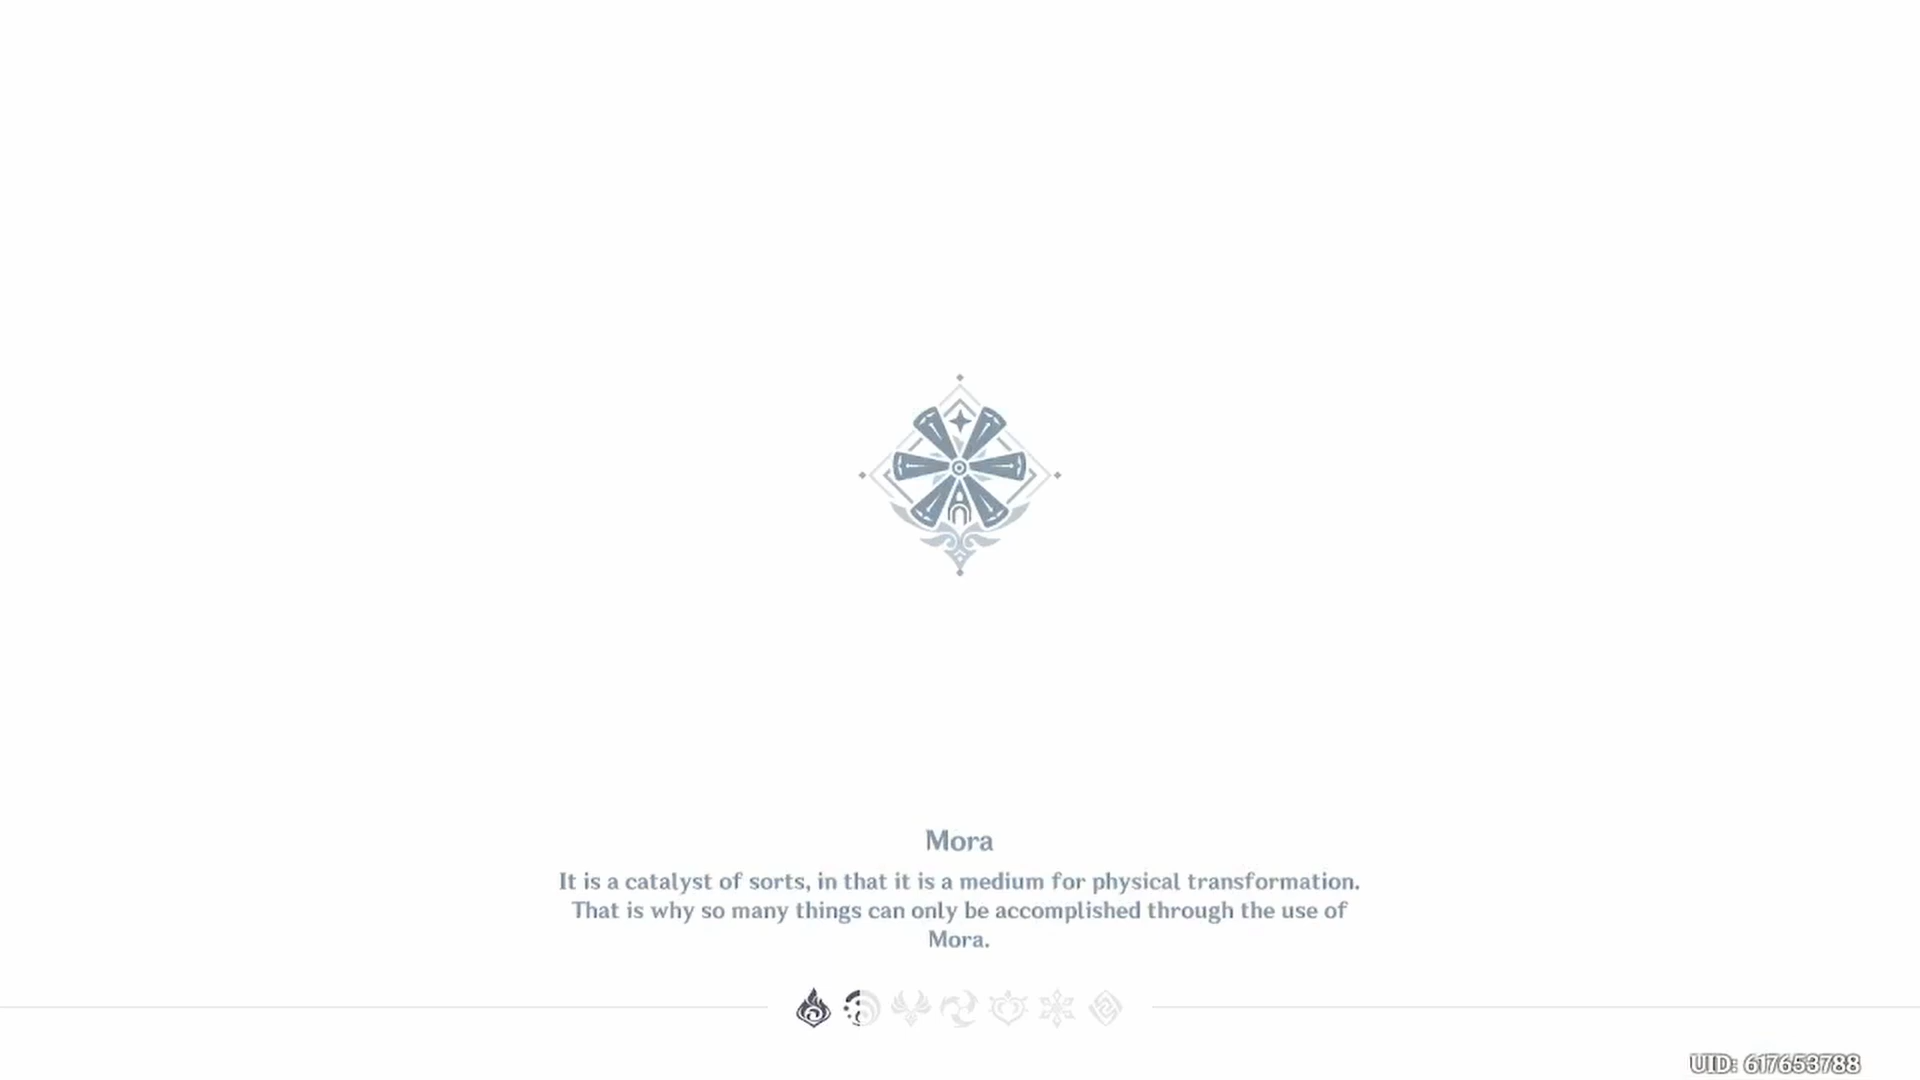 Mora
It is a catalyst of sorts, in that it is a medium for physical transformation.
That is why so many things can only be accomplished through the use of
Mora.
UID: 617653788